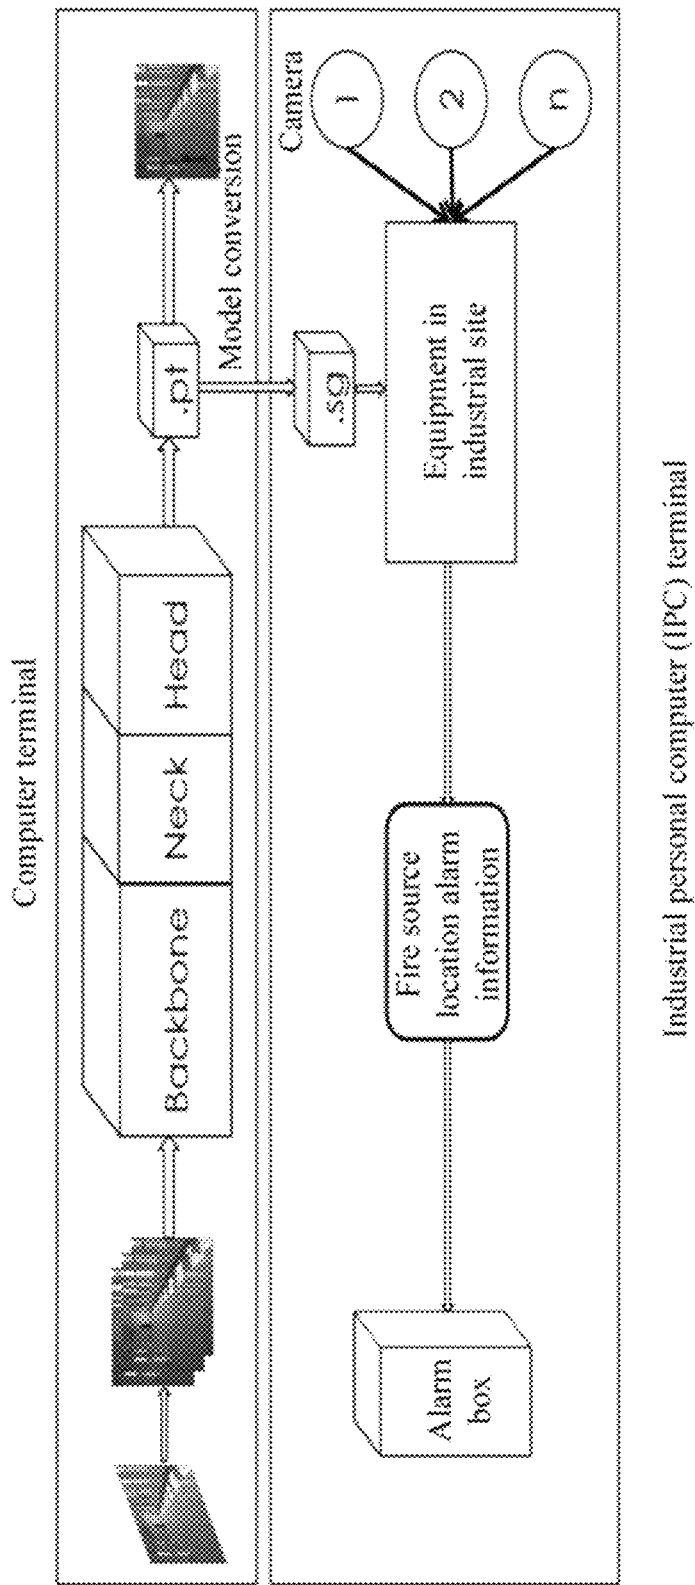 Computer terminal
Backbone
Neck
Head
.pt
Model conversion
.sg
Camera
1
2
n
Equipment in
industrial site
Fire source
location alarm
information
Alarm
box
Industrial personal computer (IPC) terminal